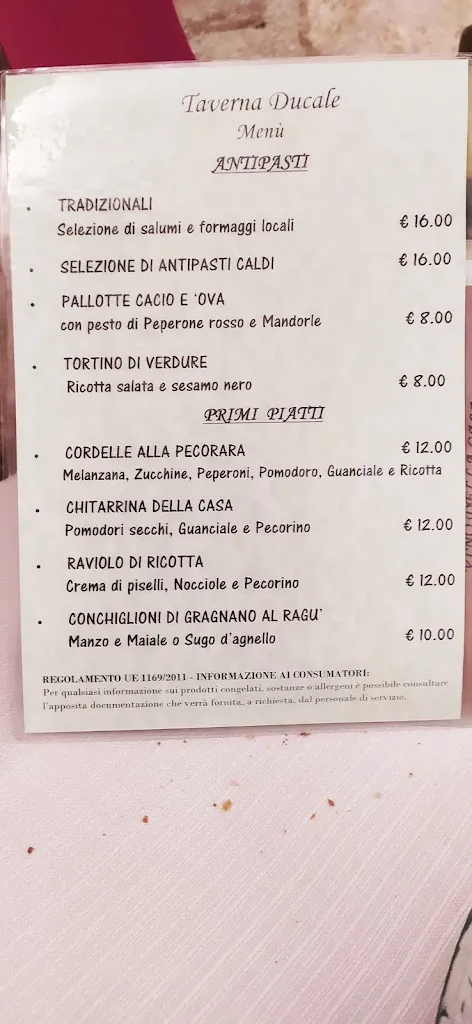 Taverna Ducale
Menù
ANTIPASTI
• TRADIZIONALI
Selezione di salumi e formaggi locali € 16.00
• SELEZIONE DI ANTIPASTI CALDI € 16.00
• PALLOTTE CACIO E 'OVA
con pesto di Peperone rosso e Mandorle € 8.00
• TORTINO DI VERDURE
Ricotta salata e sesamo nero € 8.00
PRIMI PIATTI
• CORDELLE ALLA PECORARA € 12.00
Melanzana, Zucchine, Peperoni, Pomodoro, Guanciale e Ricotta
• CHITARRINA DELLA CASA
Pomodori secchi, Guanciale e Pecorino € 12.00
• RAVIOLO DI RICOTTA
Crema di piselli, Nocciole e Pecorino € 12.00
• CONCHIGLIONI DI GRAGNANO AL RAGU'
Manzo e Maiale o Sugo d'agnello € 10.00
REGOLAMENTO UE 1169/2011 - INFORMAZIONE AI CONSUMATORI:
Per qualsiasi informazione sui prodotti congelati, sostanze o allergeni è possibile consultare
l'apposita documentazione che verrà fornita, a richiesta, dal personale di servizio.